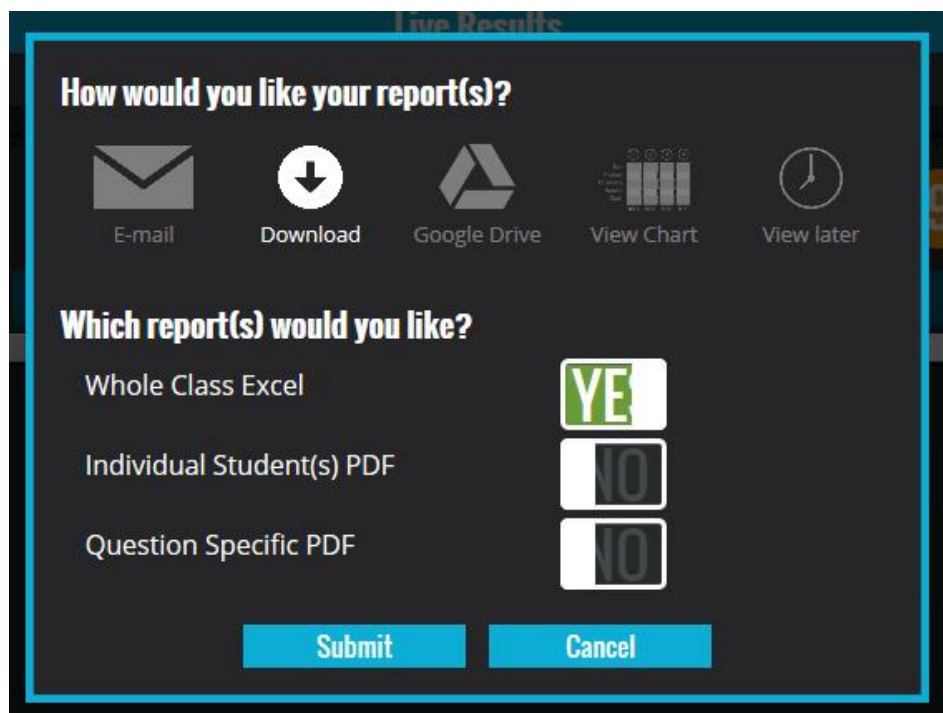 Live Results
How would you like your report(s)?
E-mail Download Google Drive View Chart View later
Which report(s) would you like?
Whole Class Excel YES
Individual Student(s) PDF NO
Question Specific PDF NO
Submit Cancel